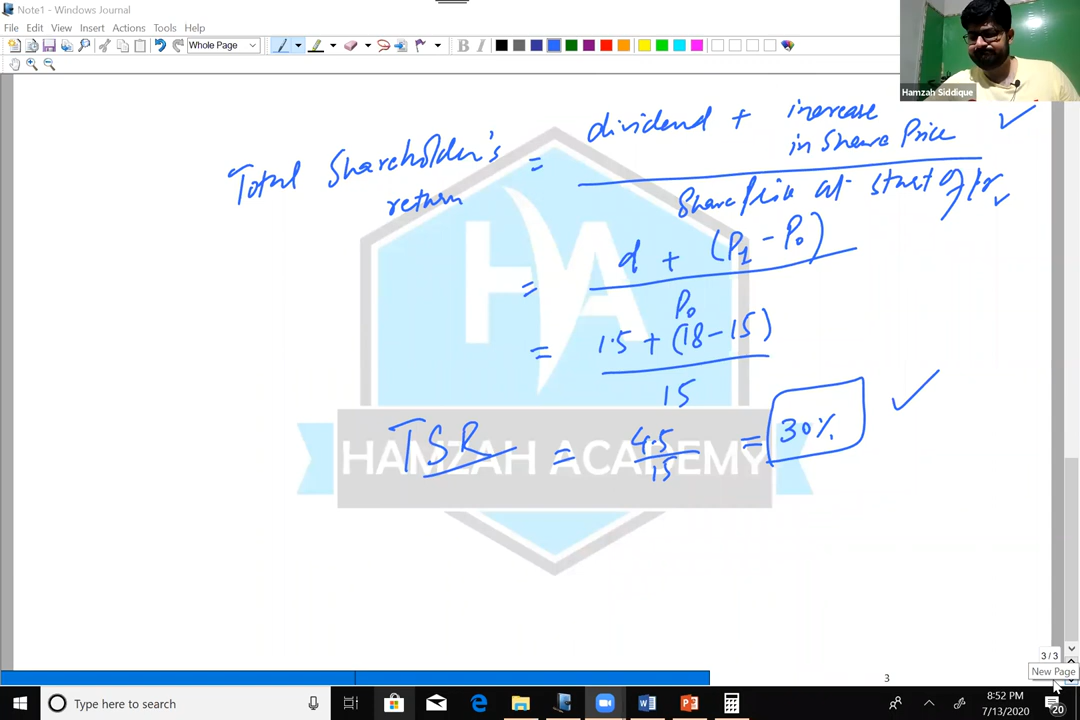 Note1 - Windows Journal
File Edit View Insert Actions Tools Help
Whole Page
B I
Hamzah Siddique
Total Shareholder's return = dividend + increase in Share Price
Share Price at start of yr
= d + (P1 - P0)
P0
= 1.5 + (18 - 15)
15
TSR = 4.5 = 30%
15
HA
HAMZAH ACADEMY
3/3
New Page
3
Type here to search
8:52 PM
7/13/2020
20